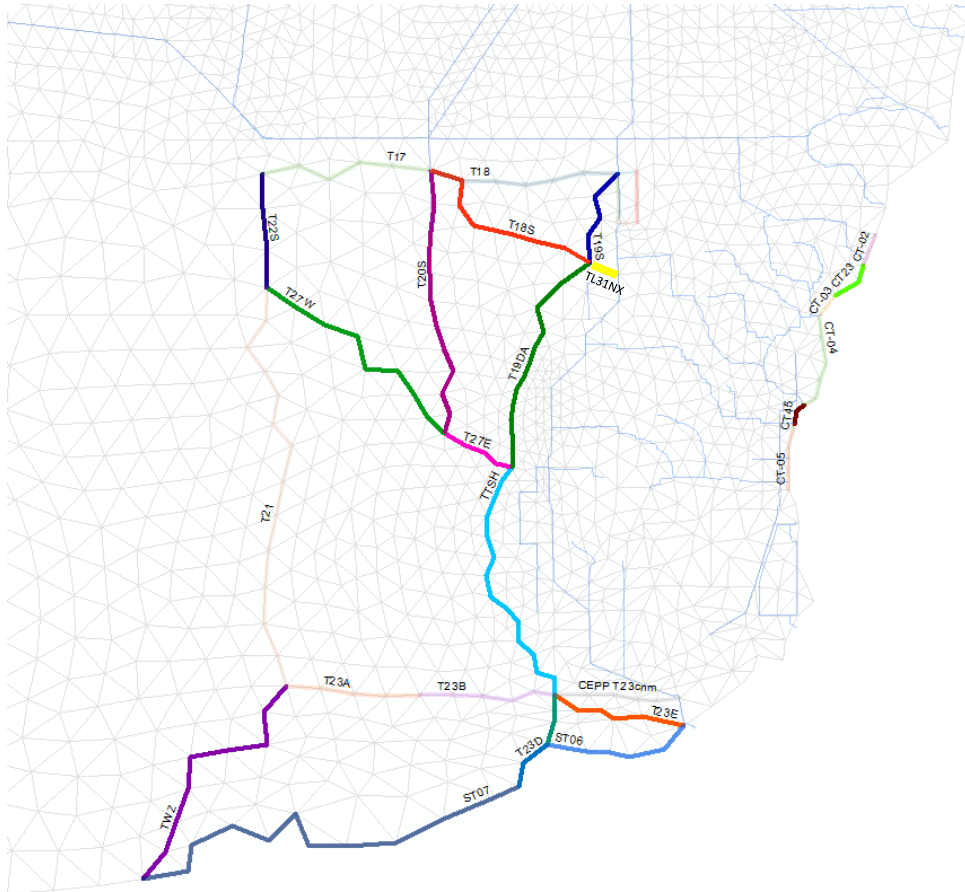 T17
T18
T22S
T18S
T19S
T20S
TL31NX
CT-02
CT23
CT-03
T27W
CT-04
T19DA
CT45
T27E
CT-05
TTSH
T21
T23A
T23B
CEPP T23cnm
T23E
T23D
ST06
ST07
TWZ